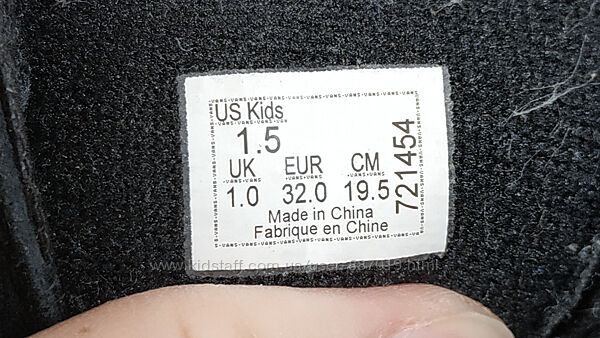 US Kids
1.5
UK EUR CM
1.0 32.0 19.5
Made in China
Fabrique en Chine
721454